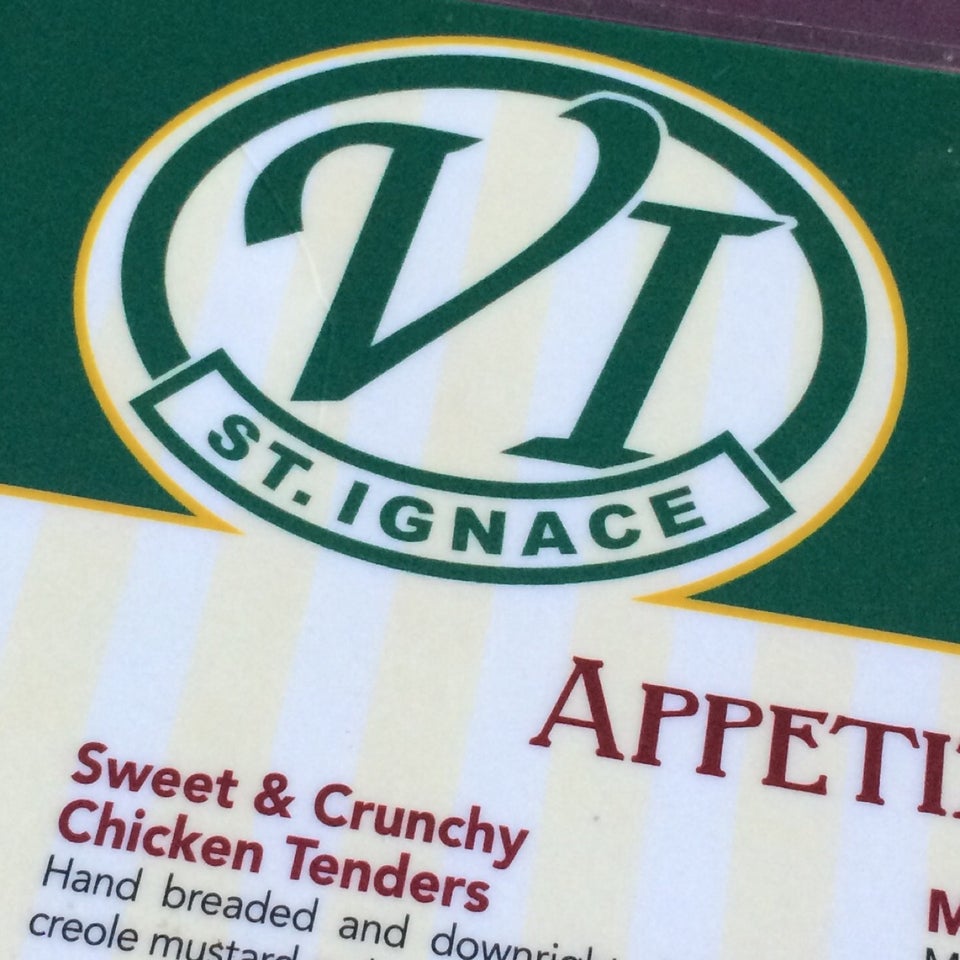 VI
ST. IGNACE
APPETI
Sweet & Crunchy
Chicken Tenders
Hand breaded and
creole mustard